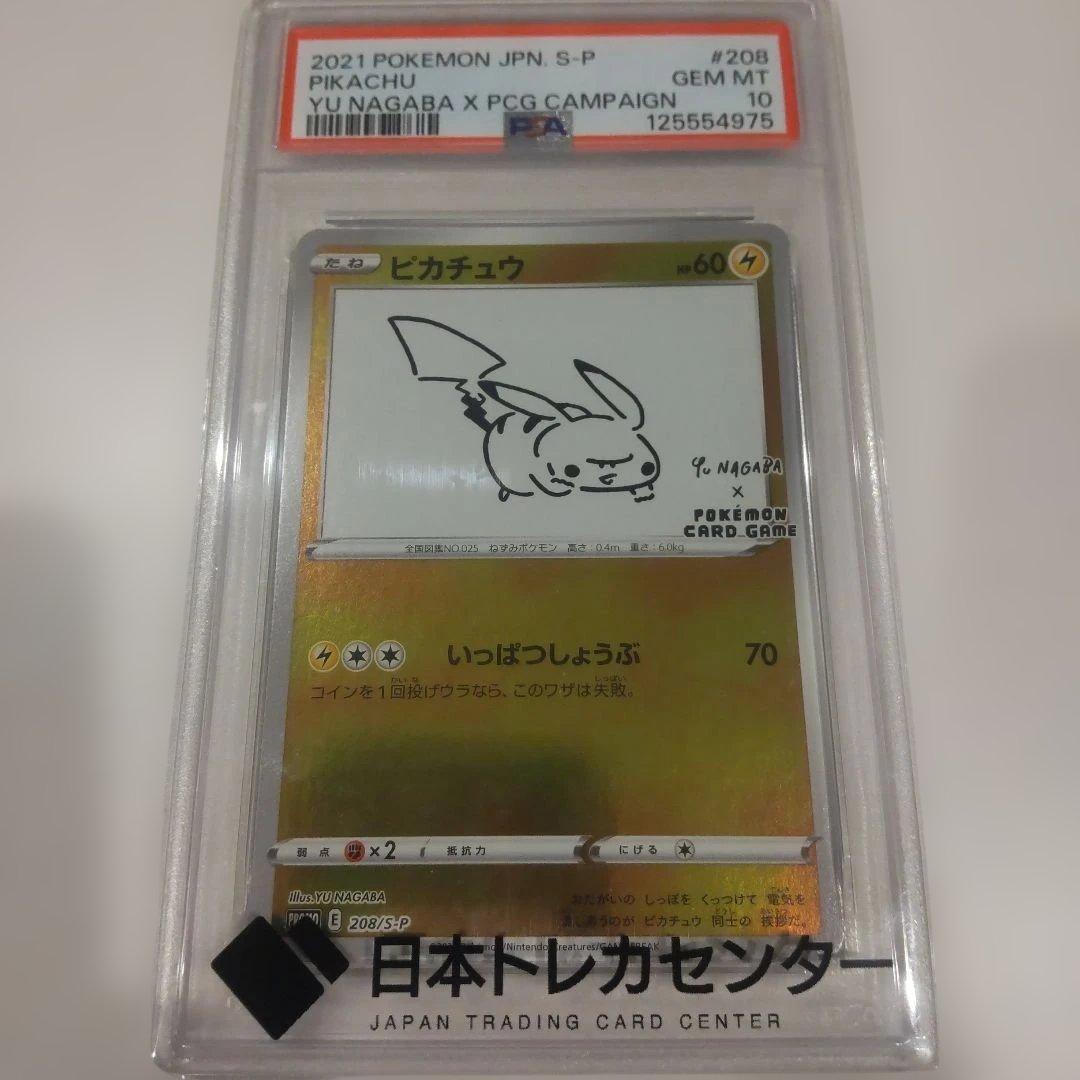 2021 POKEMON JPN. S-P #208
PIKACHU GEM MT
YU NAGABA X PCG CAMPAIGN 10
PSA 125554975
たね ピカチュウ HP60
YU NAGABA
×
POKÉMON
CARD GAME
全国図鑑NO.025 ねずみポケモン 高さ:0.4m 重さ:6.0kg
いっぱつしょうぶ 70
コインを1回投げウラなら、このワザは失敗。
弱点 ×2 抵抗力 にげる
illus. YU NAGABA
おたがいの しっぽを くっつけて 電気を
ピカチュウ 同士の 挨拶だ。
PROMO E 208/S-P
日本トレカセンター
JAPAN TRADING CARD CENTER